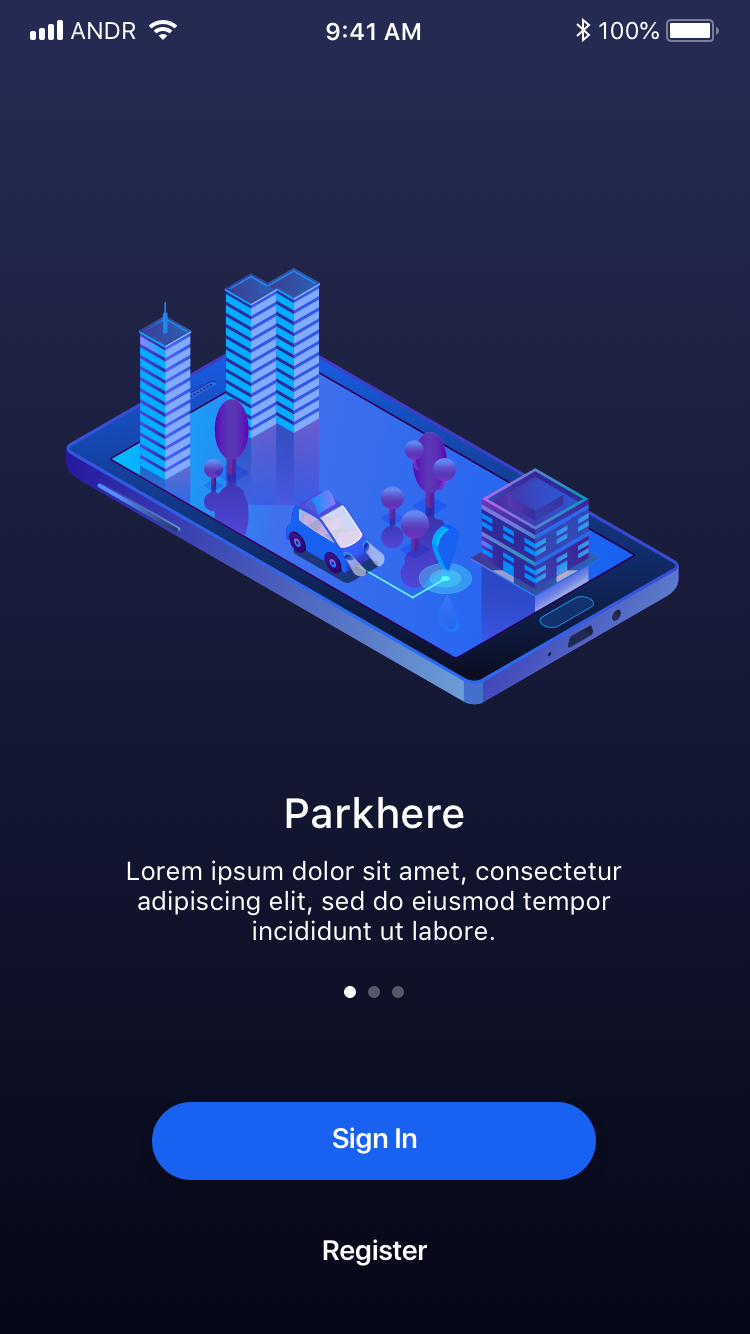 ANDR 9:41 AM 100%
Parkhere
Lorem ipsum dolor sit amet, consectetur
adipiscing elit, sed do eiusmod tempor
incididunt ut labore.
Sign In
Register